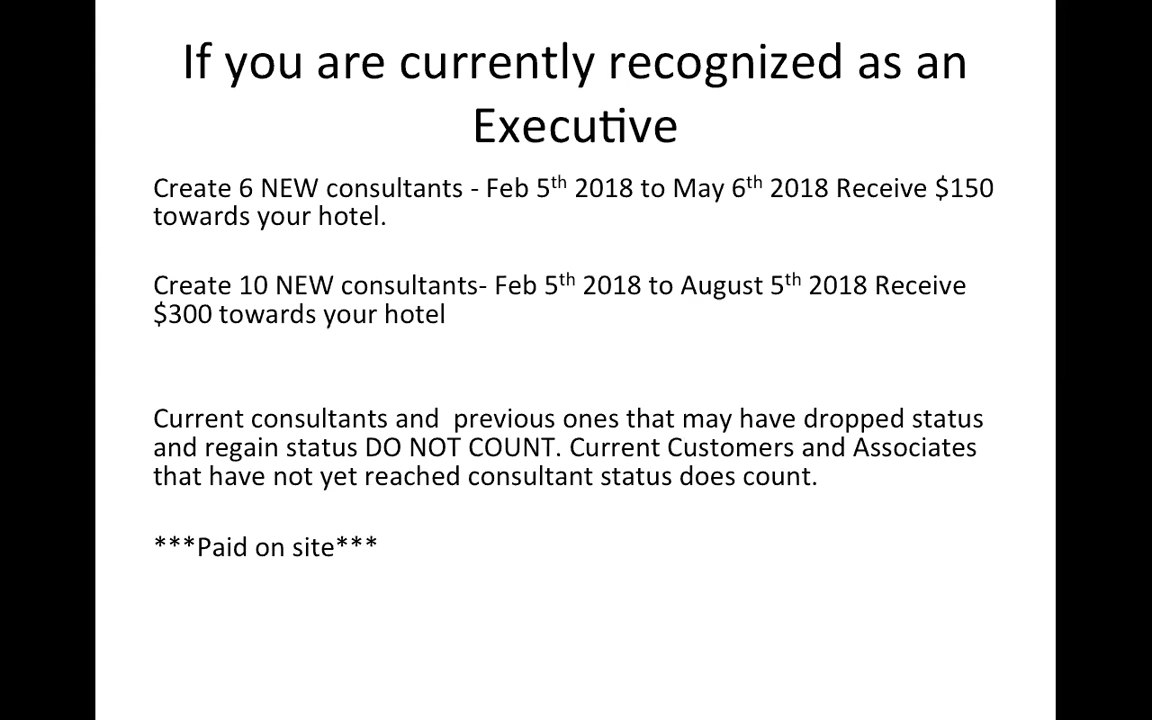 If you are currently recognized as an
Executive
Create 6 NEW consultants - Feb 5th 2018 to May 6th 2018 Receive $150
towards your hotel.
Create 10 NEW consultants- Feb 5th 2018 to August 5th 2018 Receive
$300 towards your hotel
Current consultants and  previous ones that may have dropped status
and regain status DO NOT COUNT. Current Customers and Associates
that have not yet reached consultant status does count.
***Paid on site***